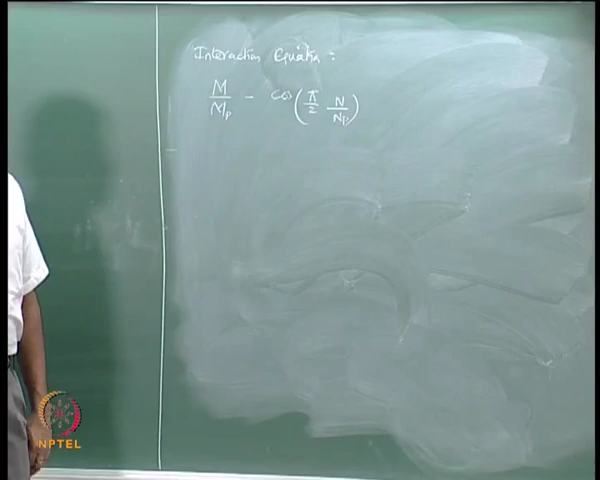 Interaction Equation :
M/Mp - cos (π/2 N/Np)
NPTEL